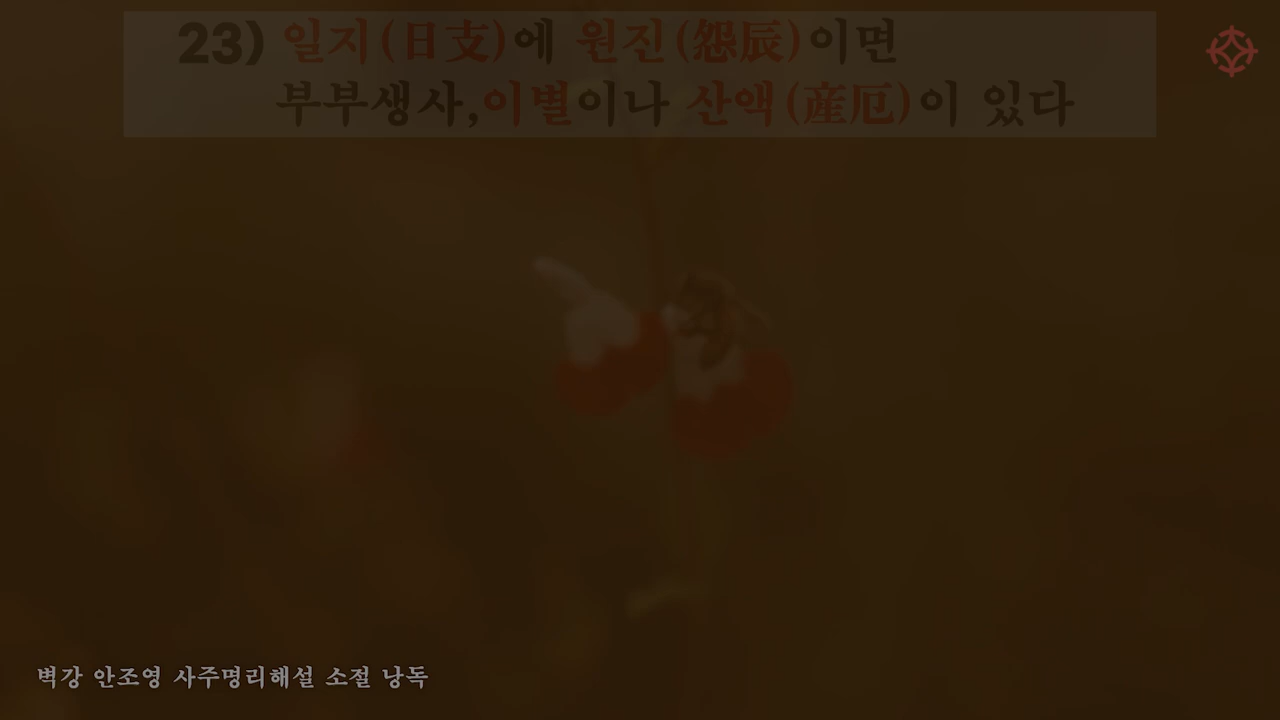 23) 일지(日支)에 원진(怨辰)이면
부부생사,이별이나 산액(産厄)이 있다
벽강 안조영 사주명리해설 소절 낭독